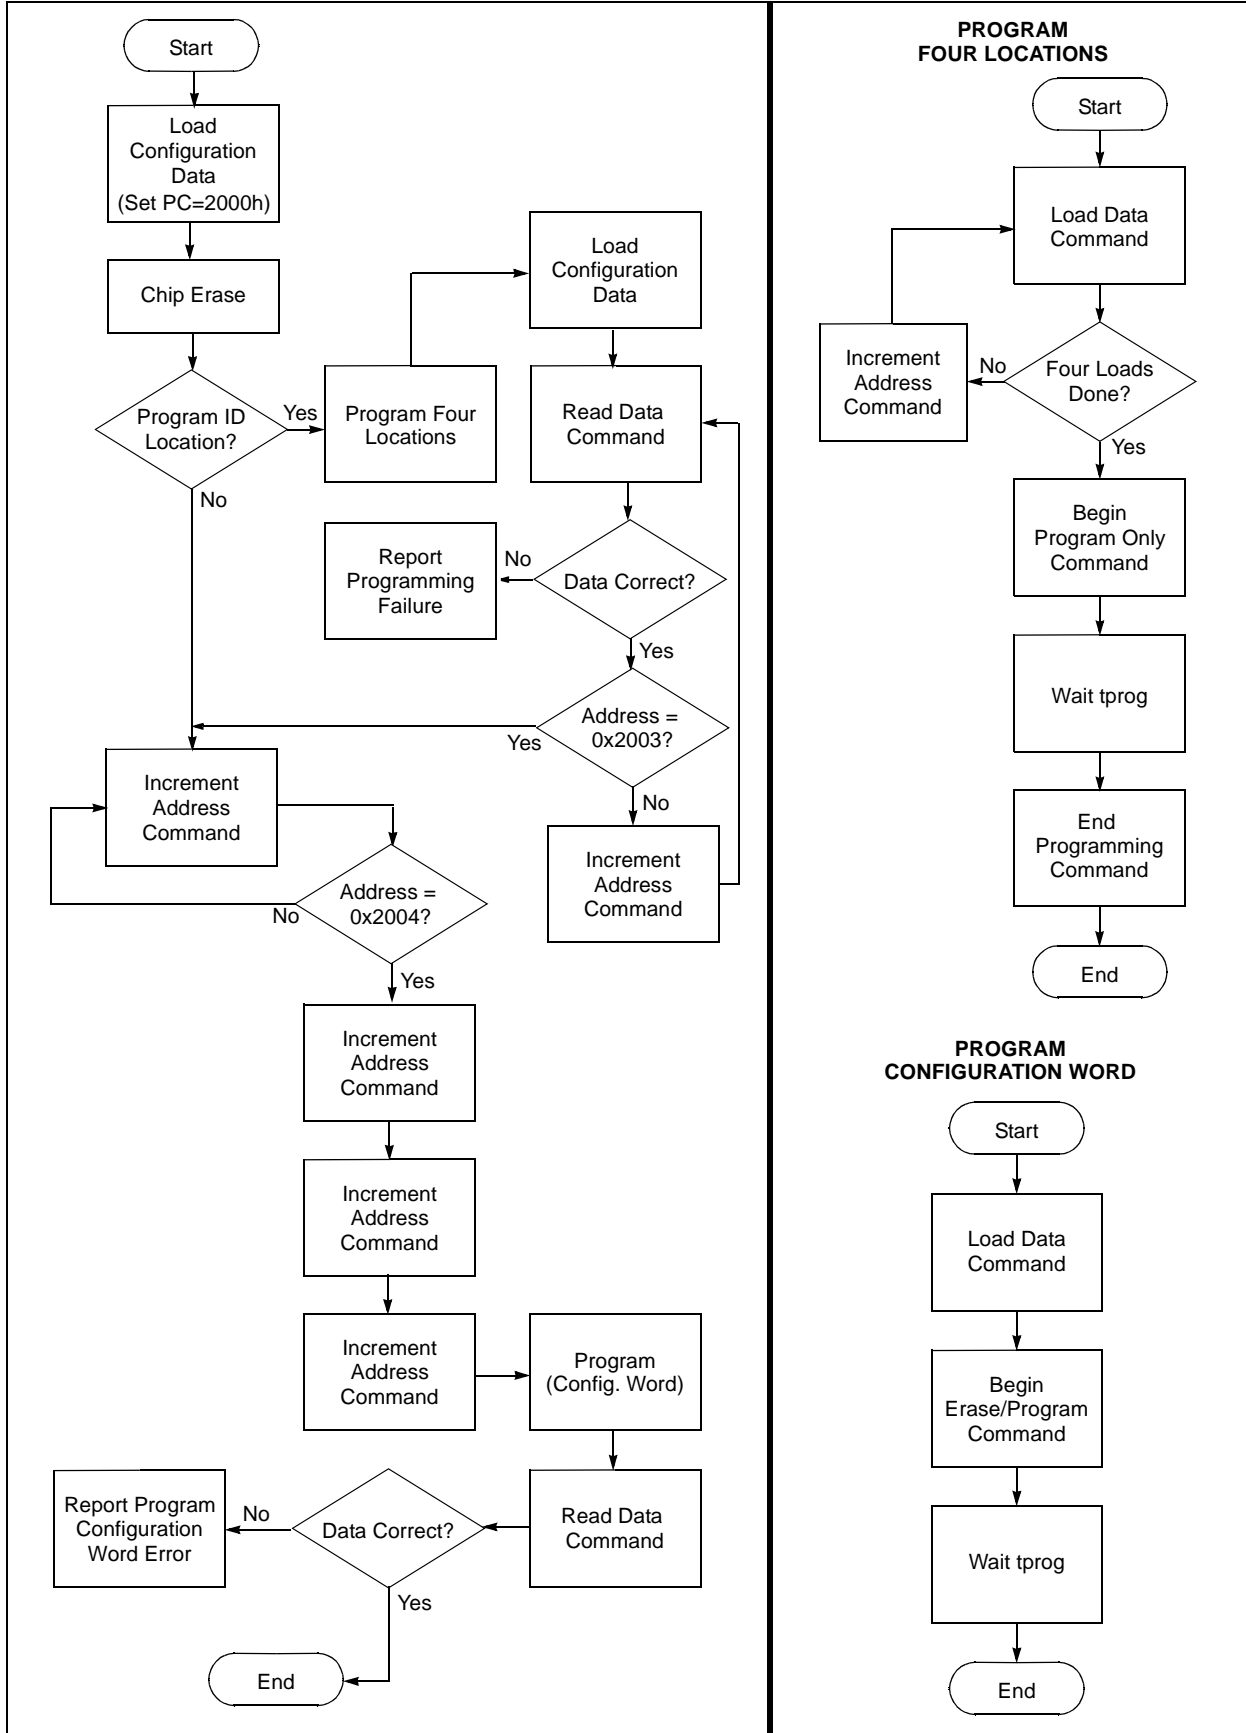 Start
Load
Configuration
Data
(Set PC=2000h)
Chip Erase
Program ID
Location?
Yes
No
Program Four
Locations
Load
Configuration
Data
Read Data
Command
Data Correct?
No
Report
Programming
Failure
Yes
Address =
0x2003?
Yes
No
Increment
Address
Command
Increment
Address
Command
Address =
0x2004?
No
Yes
Increment
Address
Command
Increment
Address
Command
Increment
Address
Command
Program
(Config. Word)
Read Data
Command
Data Correct?
No
Report Program
Configuration
Word Error
Yes
End
PROGRAM
FOUR LOCATIONS
Start
Load Data
Command
Four Loads
Done?
No
Increment
Address
Command
Yes
Begin
Program Only
Command
Wait tprog
End
Programming
Command
End
PROGRAM
CONFIGURATION WORD
Start
Load Data
Command
Begin
Erase/Program
Command
Wait tprog
End